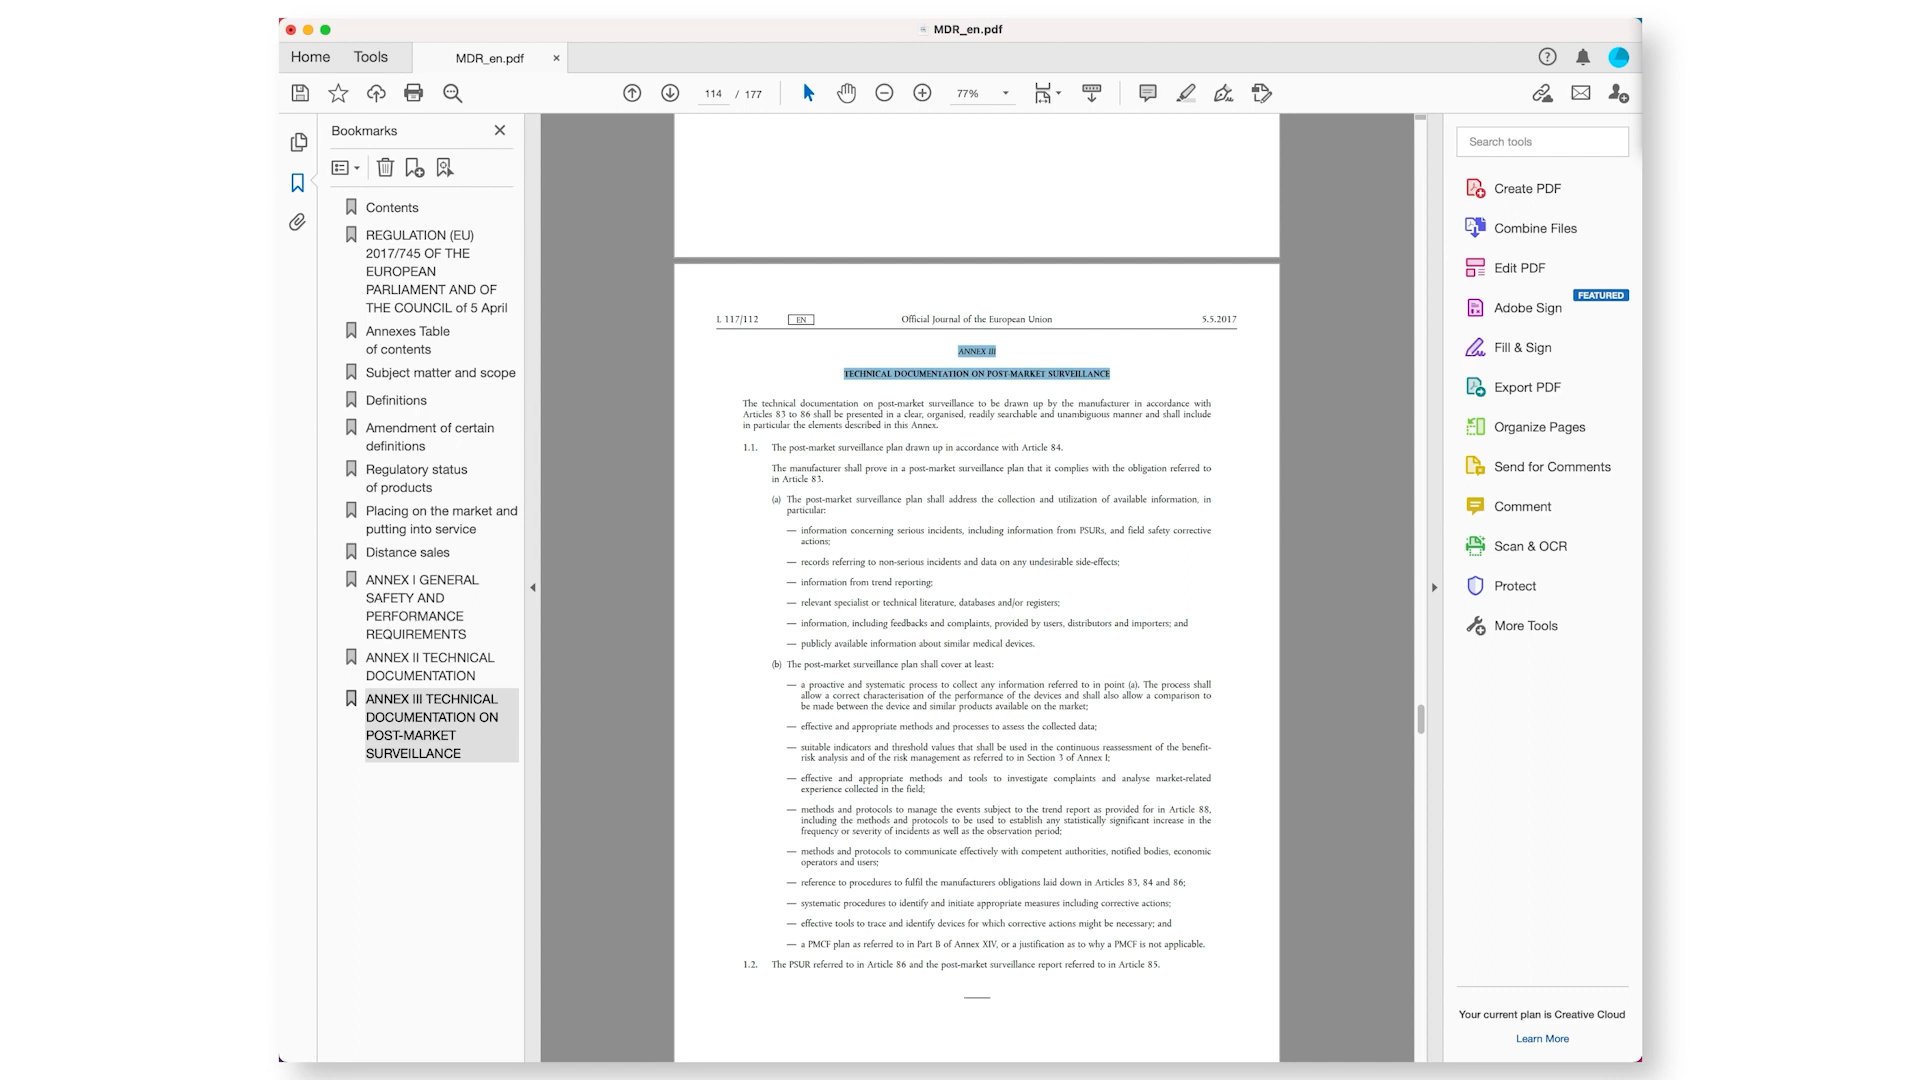 MDR_en.pdf
Home Tools MDR_en.pdf
114 / 177 77%
Bookmarks
Contents
REGULATION (EU)
2017/745 OF THE
EUROPEAN
PARLIAMENT AND OF
THE COUNCIL of 5 April
Annexes Table
of contents
Subject matter and scope
Definitions
Amendment of certain
definitions
Regulatory status
of products
Placing on the market and
putting into service
Distance sales
ANNEX I GENERAL
SAFETY AND
PERFORMANCE
REQUIREMENTS
ANNEX II TECHNICAL
DOCUMENTATION
ANNEX III TECHNICAL
DOCUMENTATION ON
POST-MARKET
SURVEILLANCE
L 117/112 EN Official Journal of the European Union 5.5.2017
ANNEX III
TECHNICAL DOCUMENTATION ON POST-MARKET SURVEILLANCE
The technical documentation on post-market surveillance to be drawn up by the manufacturer in accordance with
Articles 83 to 86 shall be presented in a clear, organised, readily searchable and unambiguous manner and shall include
in particular the elements described in this Annex.
1.1. The post-market surveillance plan drawn up in accordance with Article 84.
The manufacturer shall prove in a post-market surveillance plan that it complies with the obligation referred to
in Article 83.
(a) The post-market surveillance plan shall address the collection and utilization of available information, in
particular:
— information concerning serious incidents, including information from PSURs, and field safety corrective
actions;
— records referring to non-serious incidents and data on any undesirable side-effects;
— information from trend reporting;
— relevant specialist or technical literature, databases and/or registers;
— information, including feedbacks and complaints, provided by users, distributors and importers; and
— publicly available information about similar medical devices.
(b) The post-market surveillance plan shall cover at least:
— a proactive and systematic process to collect any information referred to in point (a). The process shall
allow a correct characterisation of the performance of the devices and shall also allow a comparison to
be made between the device and similar products available on the market;
— effective and appropriate methods and processes to assess the collected data;
— suitable indicators and threshold values that shall be used in the continuous reassessment of the benefit-
risk analysis and of the risk management as referred to in Section 3 of Annex I;
— effective and appropriate methods and tools to investigate complaints and analyse market-related
experience collected in the field;
— methods and protocols to manage the events subject to the trend report as provided for in Article 88,
including the methods and protocols to be used to establish any statistically significant increase in the
frequency or severity of incidents as well as the observation period;
— methods and protocols to communicate effectively with competent authorities, notified bodies, economic
operators and users;
— reference to procedures to fulfil the manufacturers obligations laid down in Articles 83, 84 and 86;
— systematic procedures to identify and initiate appropriate measures including corrective actions;
— effective tools to trace and identify devices for which corrective actions might be necessary; and
— a PMCF plan as referred to in Part B of Annex XIV, or a justification as to why a PMCF is not applicable.
1.2. The PSUR referred to in Article 86 and the post-market surveillance report referred to in Article 85.
Search tools
Create PDF
Combine Files
Edit PDF
FEATURED
Adobe Sign
Fill & Sign
Export PDF
Organize Pages
Send for Comments
Comment
Scan & OCR
Protect
More Tools
Your current plan is Creative Cloud
Learn More